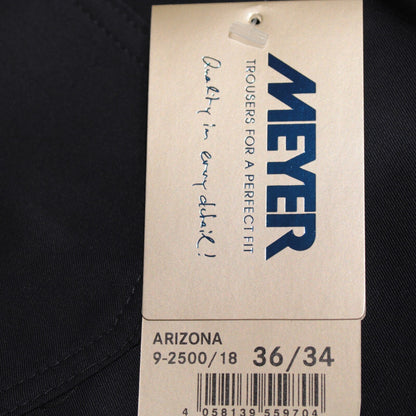 MEYER
TROUSERS FOR A PERFECT FIT
Quality in every detail!
ARIZONA
9-2500/18 36/34
4 058139 559704